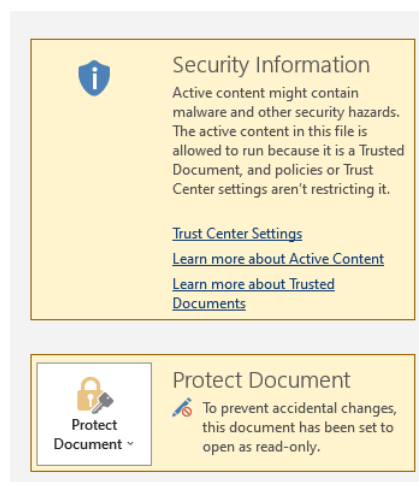 Security Information
Active content might contain
malware and other security hazards.
The active content in this file is
allowed to run because it is a Trusted
Document, and policies or Trust
Center settings aren't restricting it.
Trust Center Settings
Learn more about Active Content
Learn more about Trusted
Documents
Protect
Document
Protect Document
To prevent accidental changes,
this document has been set to
open as read-only.